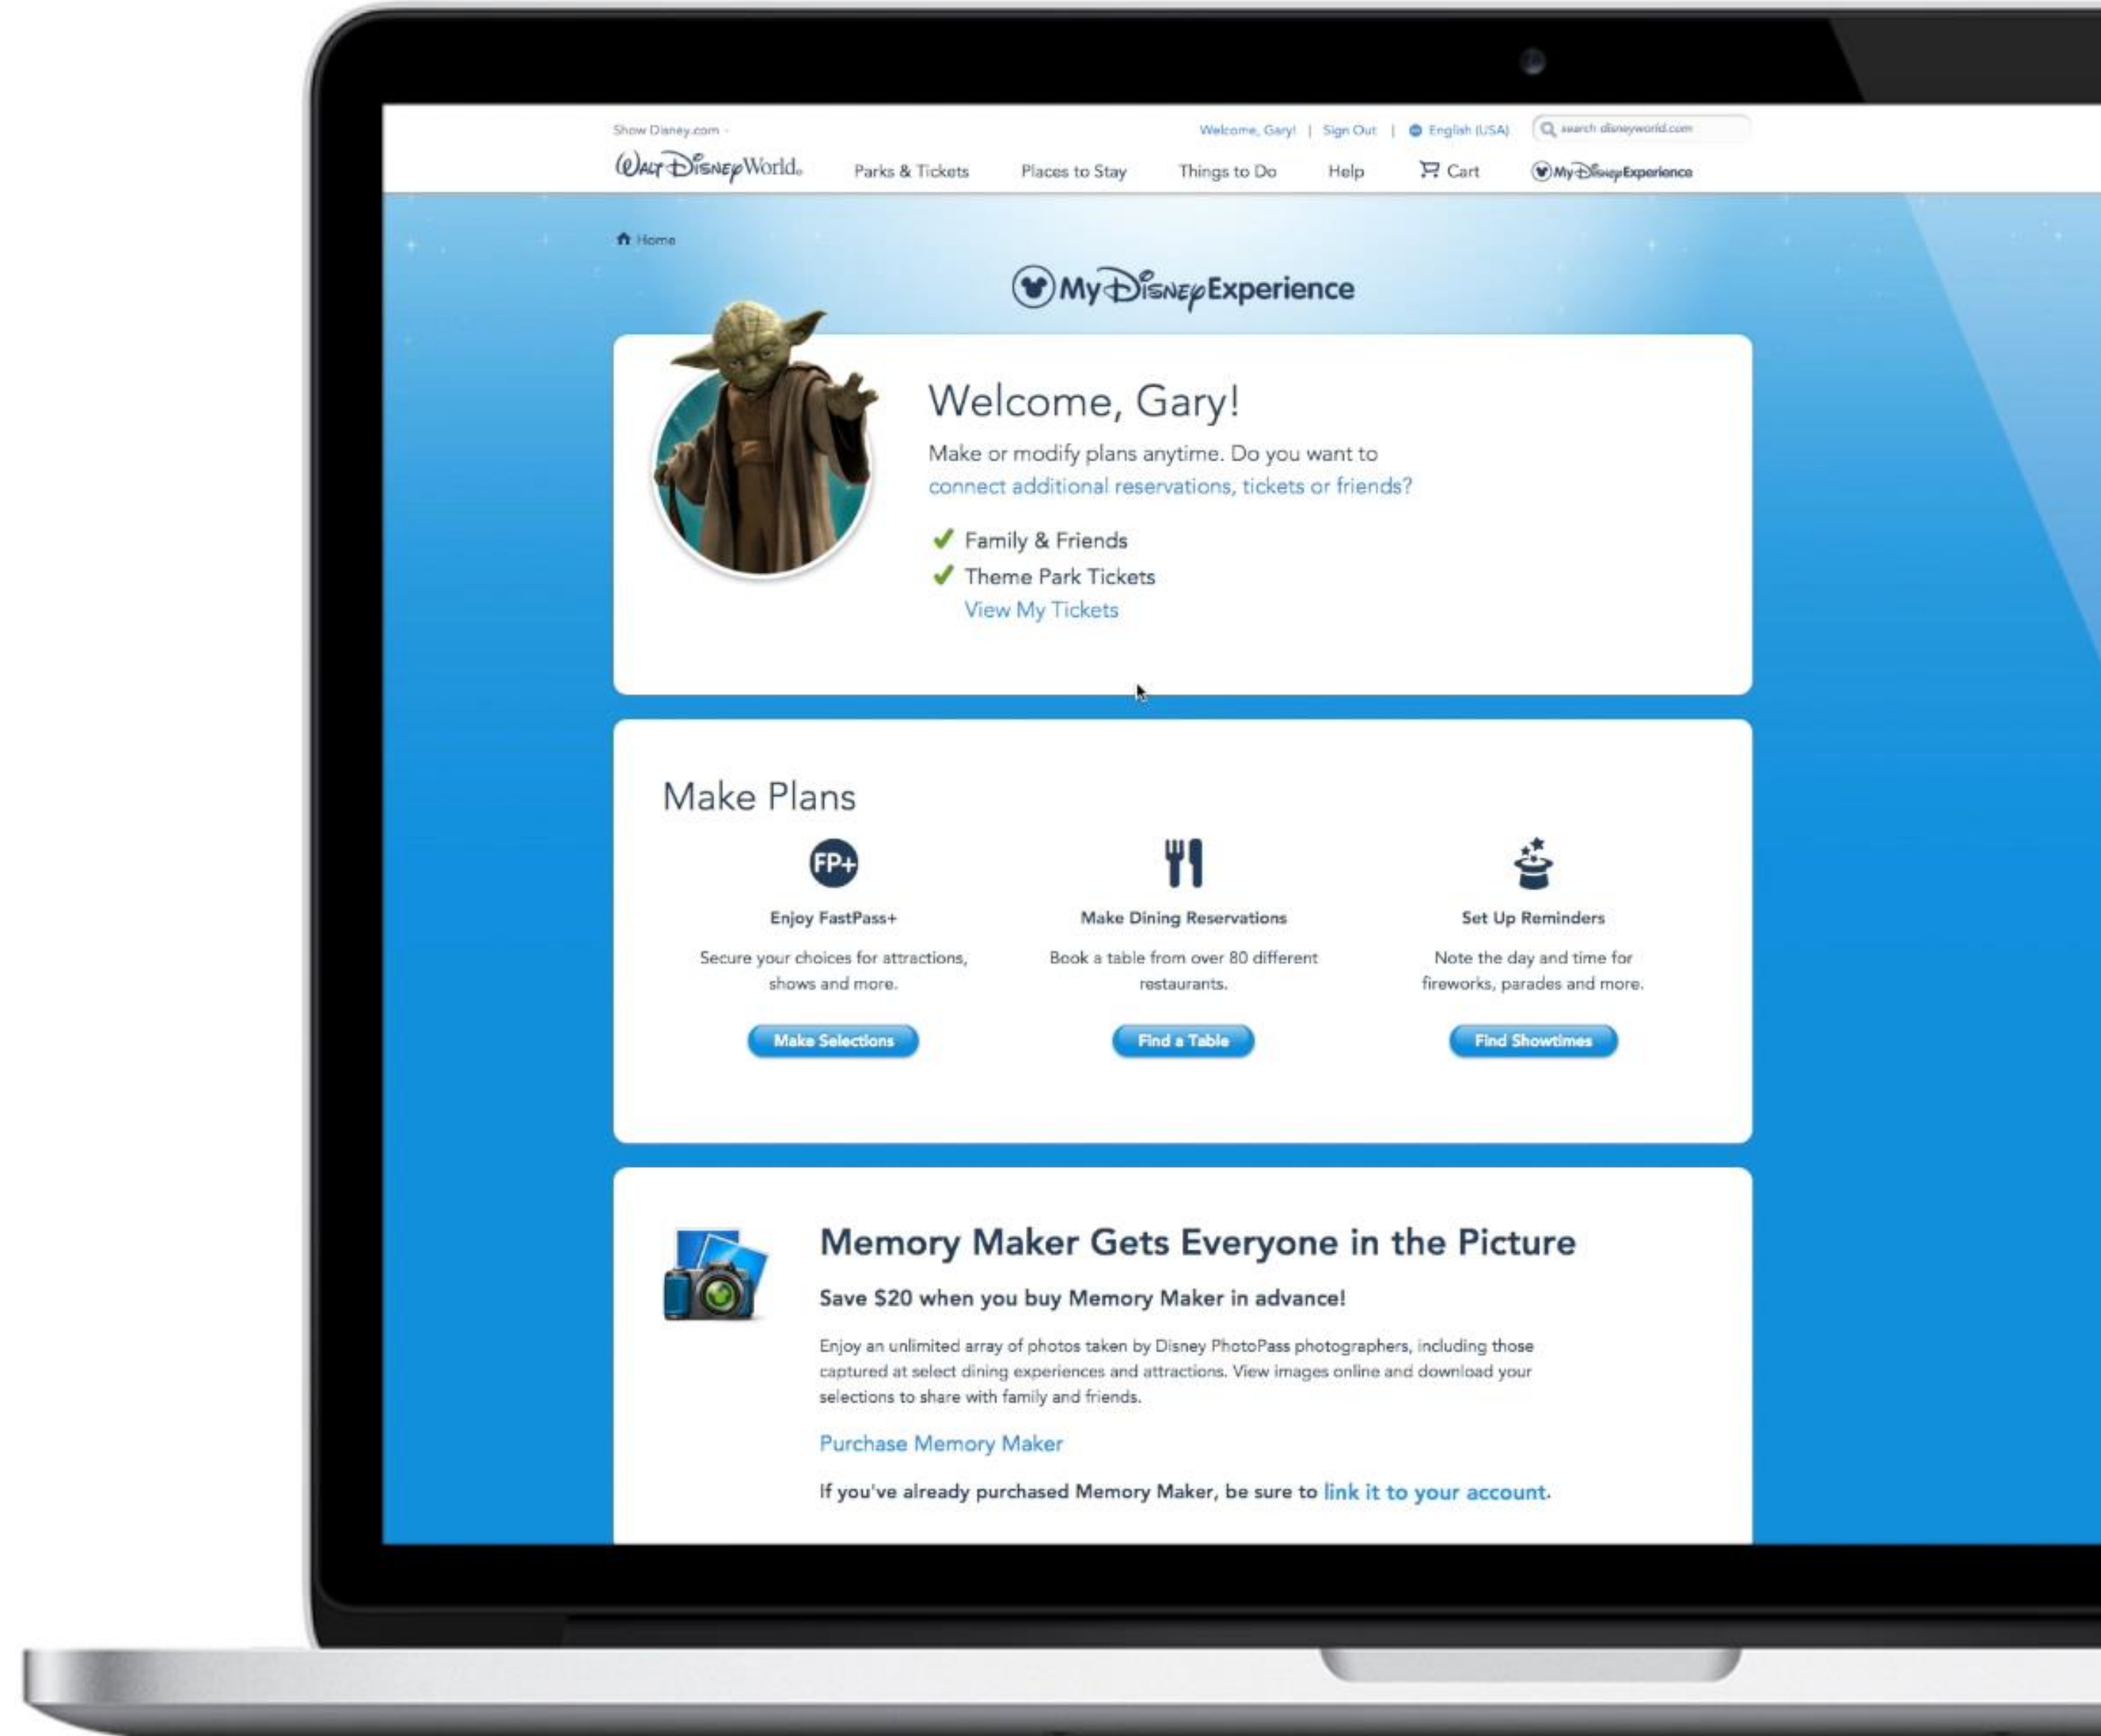 Show Disney.com
Welcome, Gary! | Sign Out | English (USA) search disneyworld.com
Walt Disney World Parks & Tickets Places to Stay Things to Do Help Cart My Disney Experience
Home
My Disney Experience
Welcome, Gary!
Make or modify plans anytime. Do you want to
connect additional reservations, tickets or friends?
Family & Friends
Theme Park Tickets
View My Tickets
Make Plans
FP+
Enjoy FastPass+
Secure your choices for attractions,
shows and more.
Make Selections
Make Dining Reservations
Book a table from over 80 different
restaurants.
Find a Table
Set Up Reminders
Note the day and time for
fireworks, parades and more.
Find Showtimes
Memory Maker Gets Everyone in the Picture
Save $20 when you buy Memory Maker in advance!
Enjoy an unlimited array of photos taken by Disney PhotoPass photographers, including those
captured at select dining experiences and attractions. View images online and download your
selections to share with family and friends.
Purchase Memory Maker
If you've already purchased Memory Maker, be sure to link it to your account.